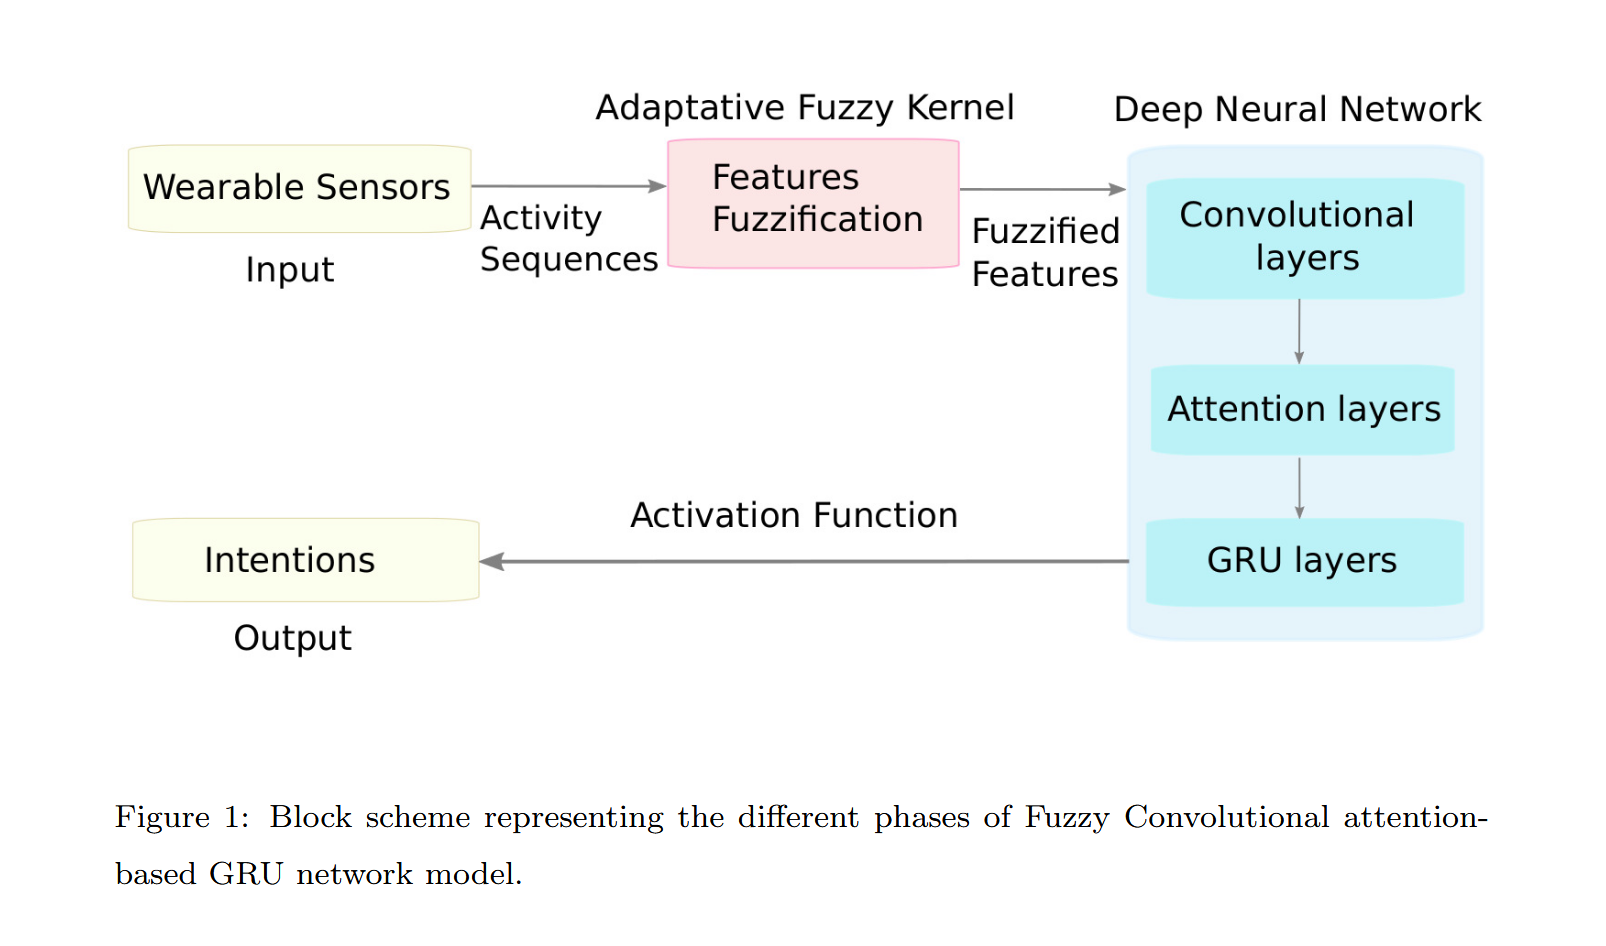 Adaptative Fuzzy Kernel
Deep Neural Network
Wearable Sensors
Input
Activity
Sequences
Features
Fuzzification
Fuzzified
Features
Convolutional
layers
Attention layers
GRU layers
Activation Function
Intentions
Output
Figure 1: Block scheme representing the different phases of Fuzzy Convolutional attention-
based GRU network model.